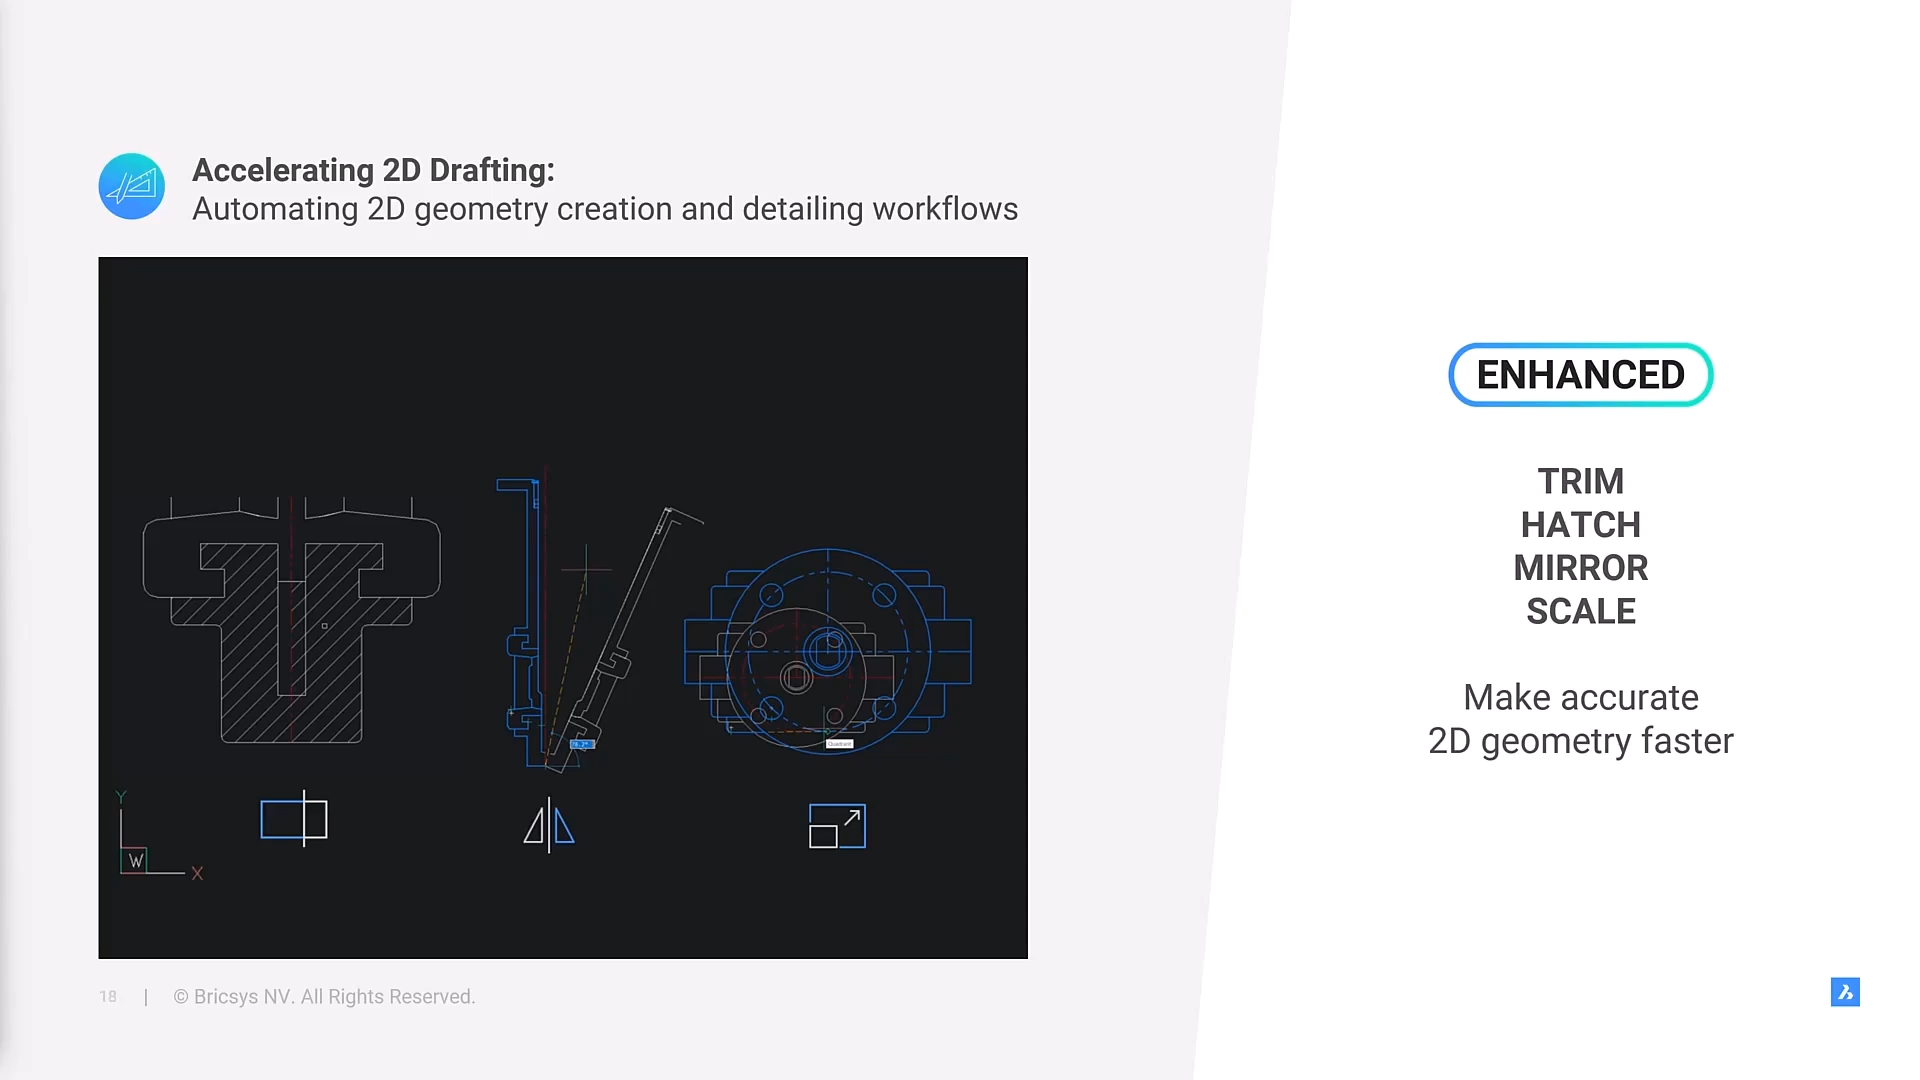 Accelerating 2D Drafting:
Automating 2D geometry creation and detailing workflows
Quadrant
Y
W
X
ENHANCED
TRIM
HATCH
MIRROR
SCALE
Make accurate
2D geometry faster
18 | © Bricsys NV. All Rights Reserved.